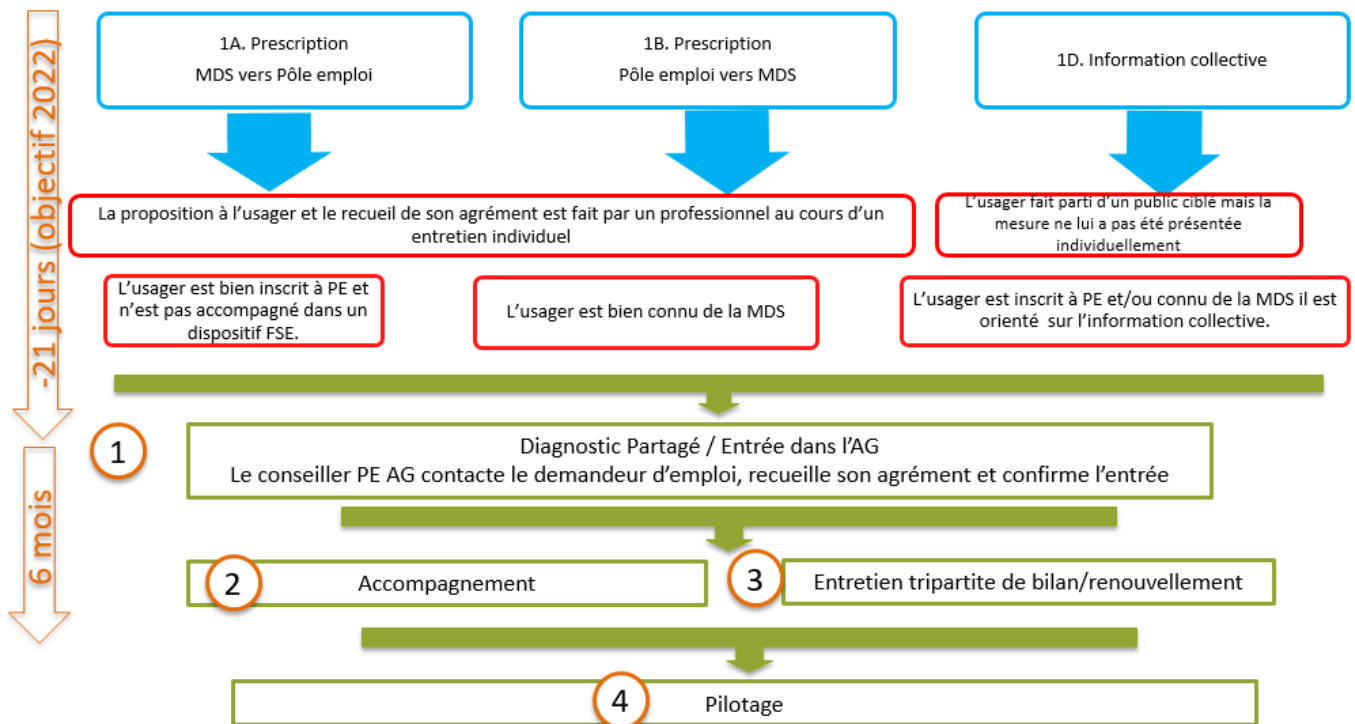 1A. Prescription
MDS vers Pôle emploi
1B. Prescription
Pôle emploi vers MDS
1D. Information collective
-21 jours (objectif 2022)
La proposition à l'usager et le recueil de son agrément est fait par un professionnel au cours d'un
entretien individuel
L'usager fait parti d'un public ciblé mais la
mesure ne lui a pas été présentée
individuellement
L'usager est bien inscrit à PE et
n'est pas accompagné dans un
dispositif FSE.
L'usager est bien connu de la MDS
L'usager est inscrit à PE et/ou connu de la MDS il est
orienté sur l'information collective.
1
Diagnostic Partagé / Entrée dans l'AG
Le conseiller PE AG contacte le demandeur d'emploi, recueille son agrément et confirme l'entrée
6 mois
2
Accompagnement
3
Entretien tripartite de bilan/renouvellement
4
Pilotage